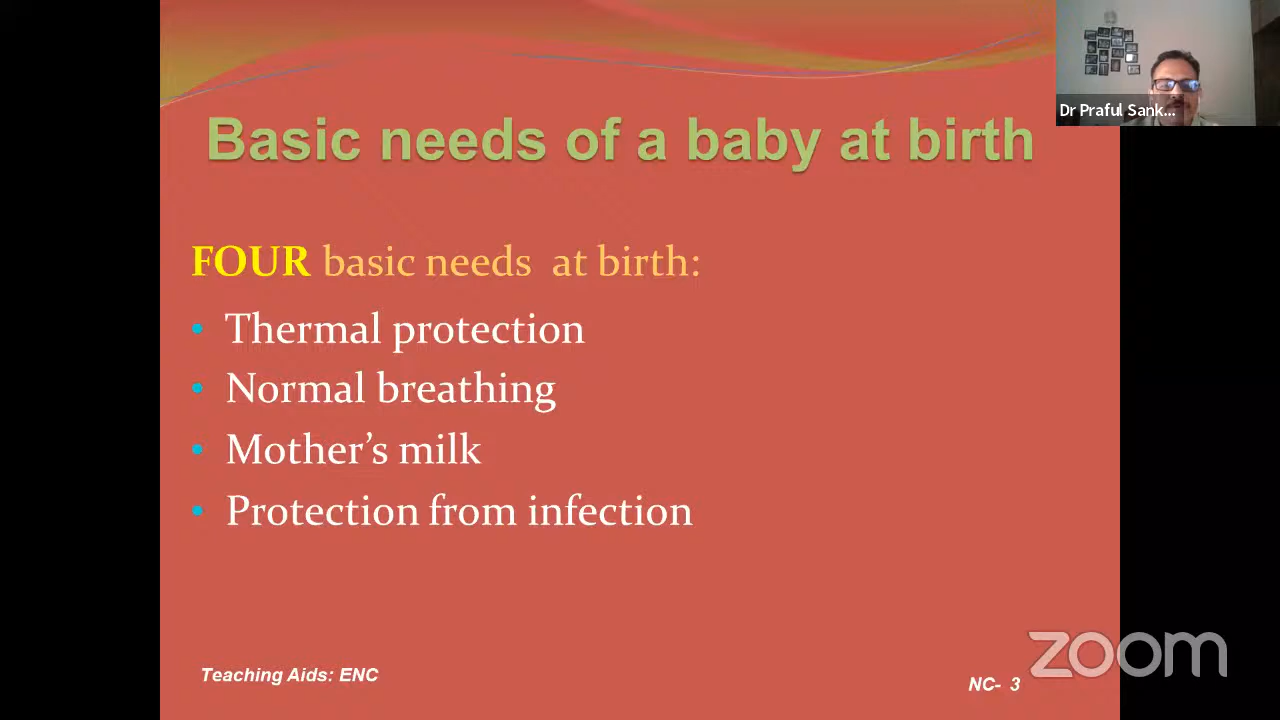 Dr Praful Sank...
Basic needs of a baby at birth
FOUR basic needs at birth:
• Thermal protection
• Normal breathing
• Mother’s milk
• Protection from infection
Teaching Aids: ENC
NC- 3
zoom